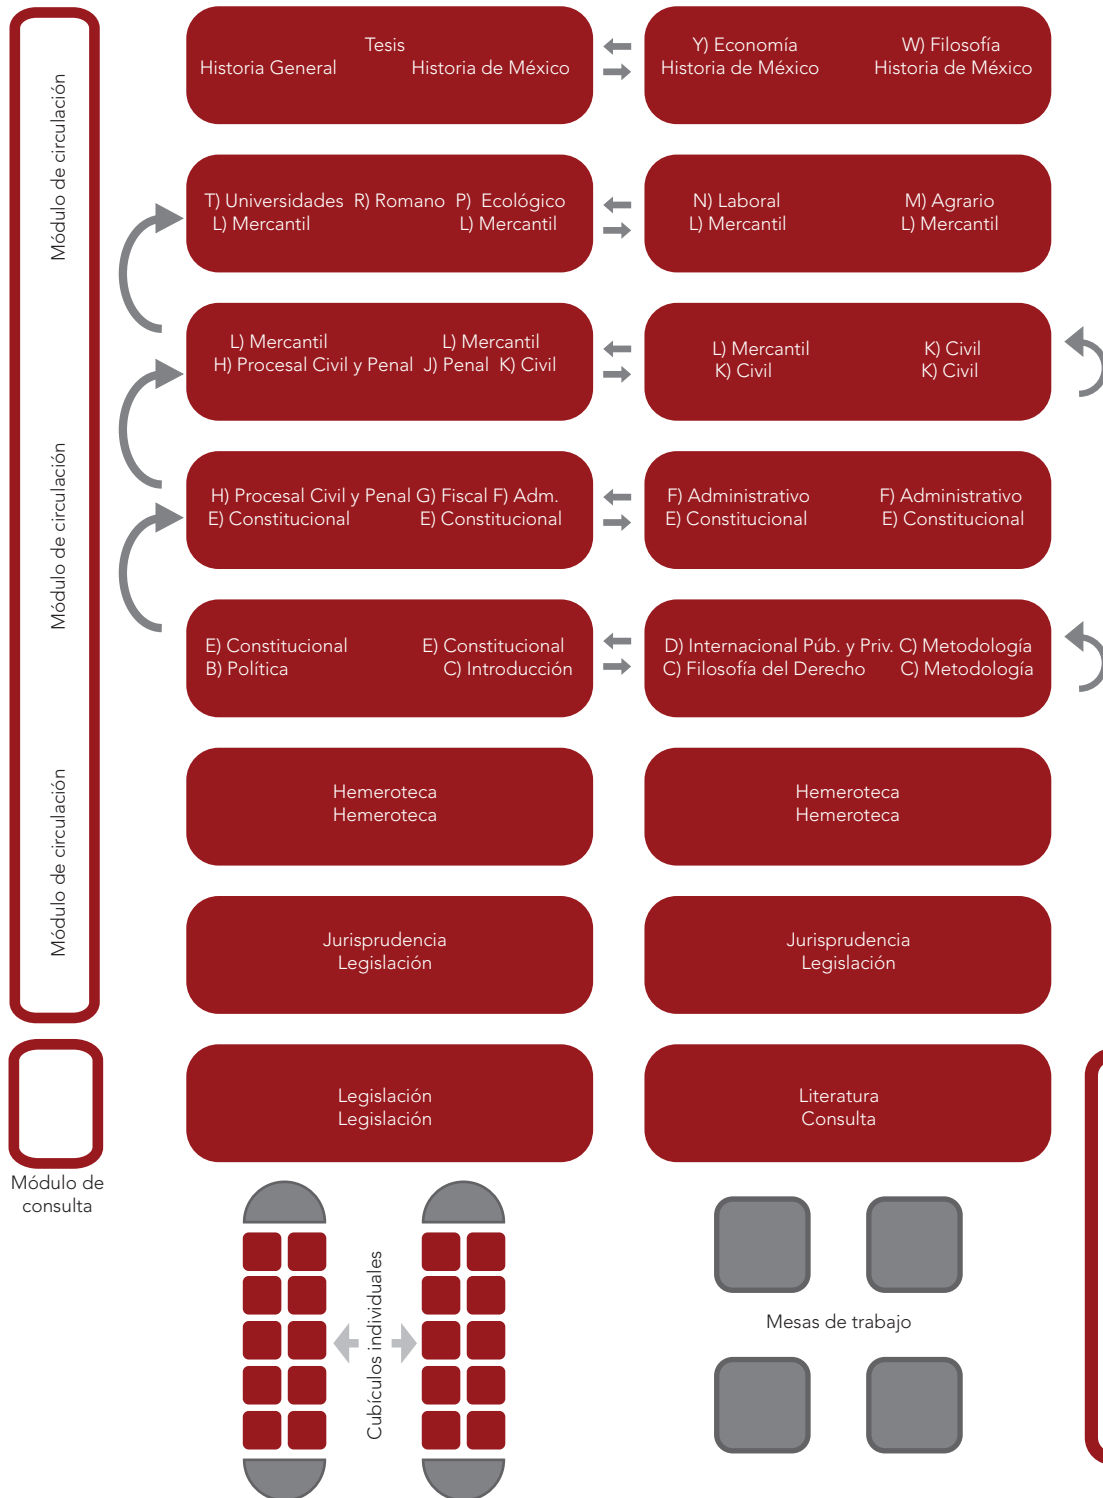 Módulo de circulación
Módulo de circulación
Módulo de circulación
Tesis
Historia General Historia de México
Y) Economía W) Filosofía
Historia de México Historia de México
T) Universidades R) Romano P) Ecológico
L) Mercantil L) Mercantil
N) Laboral M) Agrario
L) Mercantil L) Mercantil
L) Mercantil L) Mercantil
H) Procesal Civil y Penal J) Penal K) Civil
L) Mercantil K) Civil
K) Civil K) Civil
H) Procesal Civil y Penal G) Fiscal F) Adm.
E) Constitucional E) Constitucional
F) Administrativo F) Administrativo
E) Constitucional E) Constitucional
E) Constitucional E) Constitucional
B) Política C) Introducción
D) Internacional Púb. y Priv. C) Metodología
C) Filosofía del Derecho C) Metodología
Hemeroteca
Hemeroteca
Hemeroteca
Hemeroteca
Jurisprudencia
Legislación
Jurisprudencia
Legislación
Legislación
Legislación
Literatura
Consulta
Módulo de
consulta
Cubículos individuales
Mesas de trabajo